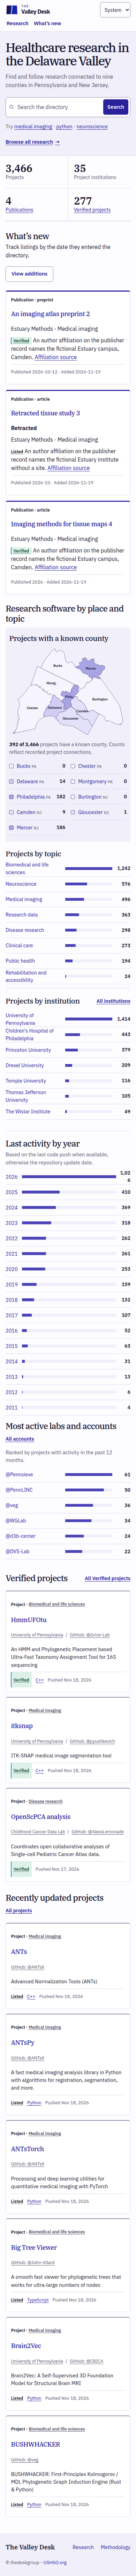 THE
Valley Desk
System
Research What's new
Healthcare research in the Delaware Valley
Find and explore healthcare research rooted in nine counties in Pennsylvania and New Jersey.
Search the directory
Search
Try medical imaging · python · neuroscience
Browse all research →
3,466
Projects
35
Project institutions
4
Publications
277
Verified projects
What's new
Track listings by the date they entered the directory.
View additions
Publication · preprint
An imaging atlas preprint 2
Estuary Methods · Medical imaging
Verified An author affiliation on the publisher record names the fictional Estuary campus, Camden. Affiliation source
Published 2026-10-12 · Added 2026-11-19
Publication · article
Retracted tissue study 3
Retracted
Estuary Methods · Medical imaging
Listed An author affiliation on the publisher record names the fictional Estuary institute without a site. Affiliation source
Published 2026-10 · Added 2026-11-19
Publication · article
Imaging methods for tissue maps 4
Estuary Methods · Medical imaging
Verified An author affiliation on the publisher record names the fictional Estuary campus, Camden. Affiliation source
Published 2026 · Added 2026-11-19
Research software by place and topic
Projects with a known county
Bucks
Mercer
Montg.
Phila.
Chester
Delaware
Burlington
Camden
Gloucester
392 of 3,466 projects have a known county. Counts reflect recorded project connections.
Bucks PA 0
Chester PA 0
Delaware PA 14
Montgomery PA 0
Philadelphia PA 182
Burlington NJ 0
Camden NJ 3
Gloucester NJ 1
Mercer NJ 186
Projects by topic
Biomedical and life sciences 1,243
Neuroscience 576
Medical imaging 496
Research data 363
Disease research 298
Clinical care 273
Public health 194
Rehabilitation and accessibility 24
Projects by institution
All institutions
University of Pennsylvania 1,414
Children's Hospital of Philadelphia 443
Princeton University 379
Drexel University 209
Temple University 116
Thomas Jefferson University 105
The Wistar Institute 49
Last activity by year
Based on the last code push when available, otherwise the repository update date.
2026 1,026
2025 410
2024 369
2023 318
2022 262
2021 261
2020 253
2019 159
2018 132
2017 107
2016 52
2015 63
2014 31
2013 13
2012 6
2011 4
Most active labs and accounts
All accounts
Ranked by projects with activity in the past 12 months.
@Pennsieve 61
@PennLINC 50
@veg 36
@WGLab 34
@d3b-center 24
@DVS-Lab 22
Verified projects
All Verified projects
Project · Biomedical and life sciences
HmmUFOtu
University of Pennsylvania / GitHub: @Grice-Lab
An HMM and Phylogenetic Placement based Ultra-Fast Taxonomy Assignment Tool for 16S sequencing
Verified C++ Pushed Nov 18, 2026
Project · Medical imaging
itksnap
University of Pennsylvania / GitHub: @pyushkevich
ITK-SNAP medical image segmentation tool
Verified C++ Pushed Nov 18, 2026
Project · Disease research
OpenScPCA analysis
Childhood Cancer Data Lab / GitHub: @AlexsLemonade
Coordinates open collaborative analyses of Single-cell Pediatric Cancer Atlas data.
Verified Pushed Nov 17, 2026
Recently updated projects
All projects
Project · Medical imaging
ANTs
GitHub: @ANTsX
Advanced Normalization Tools (ANTs)
Listed C++ Pushed Nov 18, 2026
Project · Medical imaging
ANTsPy
GitHub: @ANTsX
A fast medical imaging analysis library in Python with algorithms for registration, segmentation, and more.
Listed Python Pushed Nov 18, 2026
Project · Medical imaging
ANTsTorch
GitHub: @ANTsX
Processing and deep learning utilities for quantitative medical imaging with PyTorch
Listed Python Pushed Nov 18, 2026
Project · Biomedical and life sciences
Big Tree Viewer
GitHub: @John-Allard
A smooth fast viewer for phylogenetic trees that works for ultra-large numbers of nodes
Listed TypeScript Pushed Nov 18, 2026
Project · Medical imaging
Brain2Vec
University of Pennsylvania / GitHub: @CBICA
Brain2Vec: A Self-Supervised 3D Foundation Model for Structural Brain MRI
Listed Python Pushed Nov 18, 2026
Project · Biomedical and life sciences
BUSHWHACKER
GitHub: @veg
BUSHWHACKER: First-Principles Kolmogorov / MDL Phylogenetic Graph Induction Engine (Rust & Python).
Listed Python Pushed Nov 18, 2026
The Valley Desk
Research Methodology
© thedeskgroup · USHSO.org